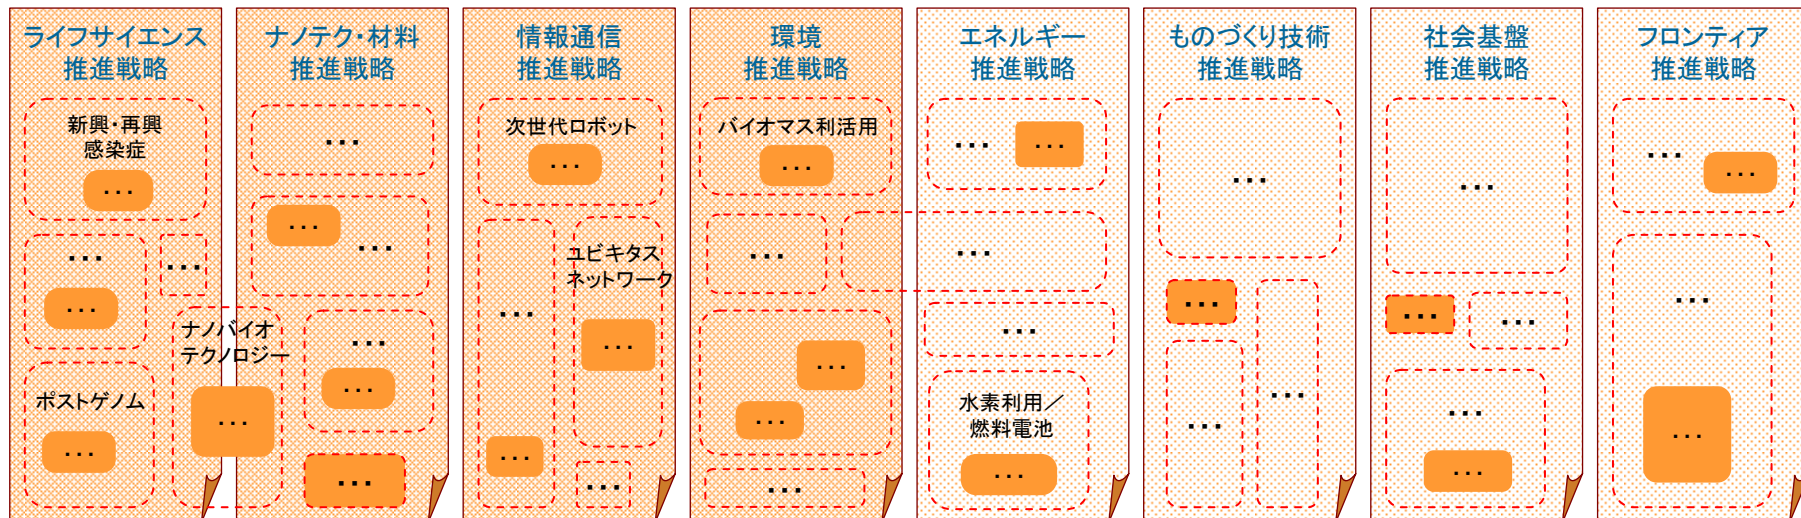 ライフサイエンス
推進戦略
新興・再興
感染症
･･･
･･･
･･･
･･･
ポストゲノム
･･･
ナノバイオ
テクノロジー
･･･
ナノテク・材料
推進戦略
･･･
･･･
･･･
･･･
･･･
･･･
情報通信
推進戦略
次世代ロボット
･･･
･･･
･･･
ユビキタス
ネットワーク
･･･
･･･
環境
推進戦略
バイオマス利活用
･･･
･･･
･･･
･･･
･･･
エネルギー
推進戦略
･･･
･･･
･･･
･･･
水素利用／
燃料電池
･･･
ものづくり技術
推進戦略
･･･
･･･
･･･
･･･
社会基盤
推進戦略
･･･
･･･
･･･
･･･
･･･
フロンティア
推進戦略
･･･
･･･
･･･
･･･